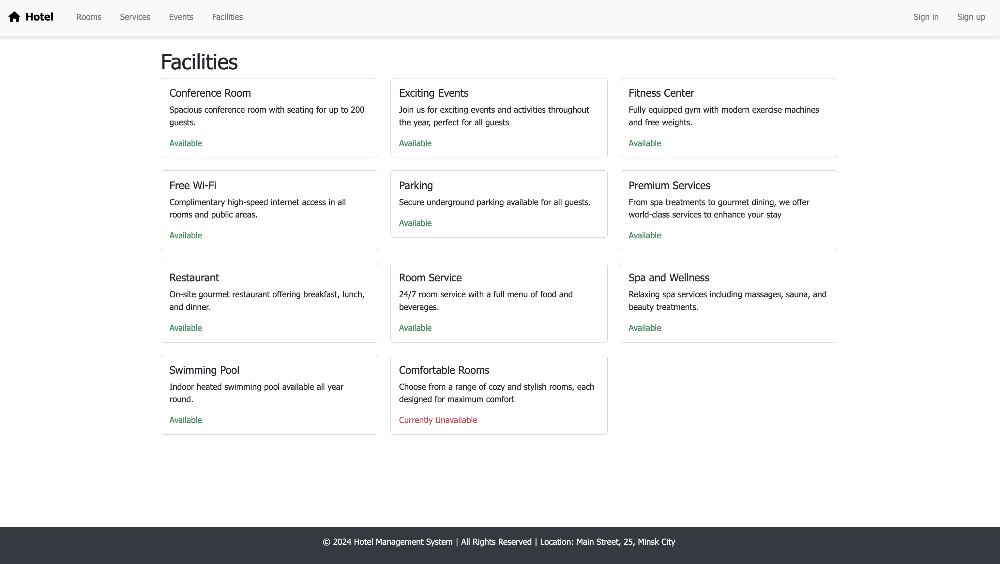 Hotel
Rooms
Services
Events
Facilities
Sign in
Sign up
Facilities
Conference Room
Spacious conference room with seating for up to 200
guests.
Available
Exciting Events
Join us for exciting events and activities throughout
the year, perfect for all guests
Available
Fitness Center
Fully equipped gym with modern exercise machines
and free weights.
Available
Free Wi-Fi
Complimentary high-speed internet access in all
rooms and public areas.
Available
Parking
Secure underground parking available for all guests.
Available
Premium Services
From spa treatments to gourmet dining, we offer
world-class services to enhance your stay
Available
Restaurant
On-site gourmet restaurant offering breakfast, lunch,
and dinner.
Available
Room Service
24/7 room service with a full menu of food and
beverages.
Available
Spa and Wellness
Relaxing spa services including massages, sauna, and
beauty treatments.
Available
Swimming Pool
Indoor heated swimming pool available all year
round.
Available
Comfortable Rooms
Choose from a range of cozy and stylish rooms, each
designed for maximum comfort
Currently Unavailable
© 2024 Hotel Management System | All Rights Reserved | Location: Main Street, 25, Minsk City